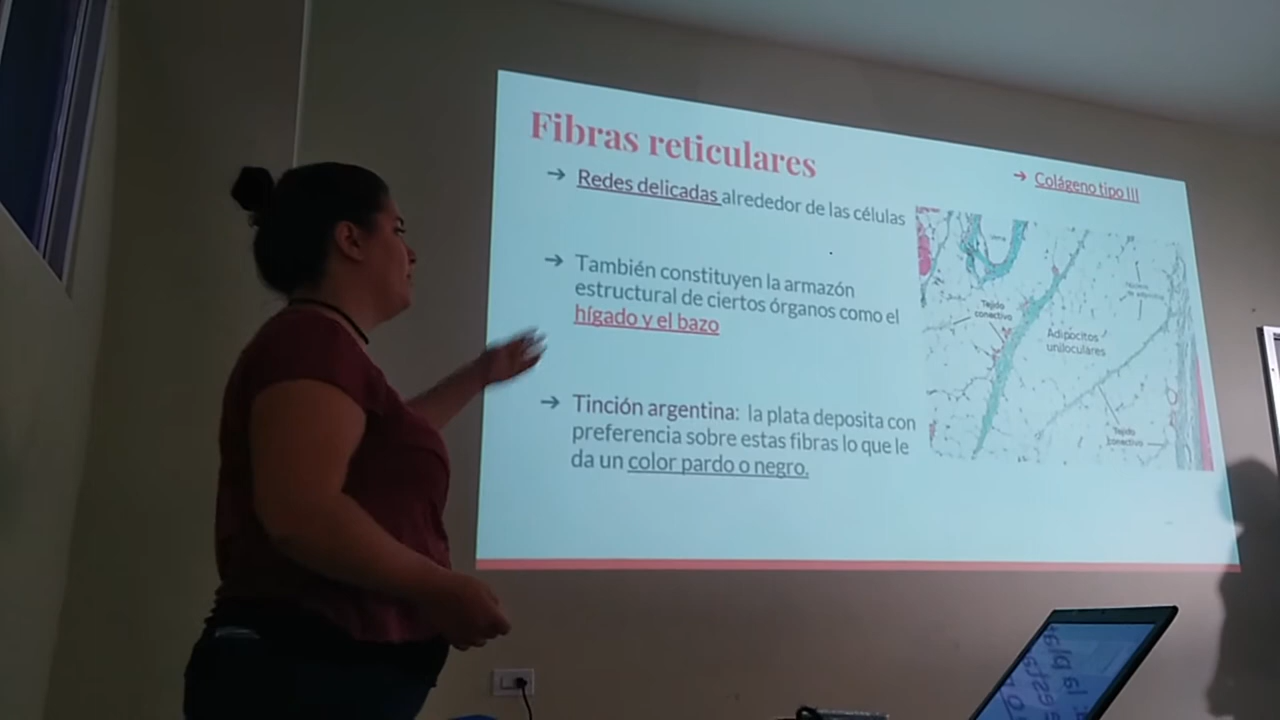 Fibras reticulares
→ Redes delicadas alrededor de las células
→ También constituyen la armazón
estructural de ciertos órganos como el
hígado y el bazo
→ Tinción argentina: la plata deposita con
preferencia sobre estas fibras lo que le
da un color pardo o negro.
→ Colágeno tipo III
Tejido
conectivo
Adipocitos
uniloculares
Tejido
conectivo